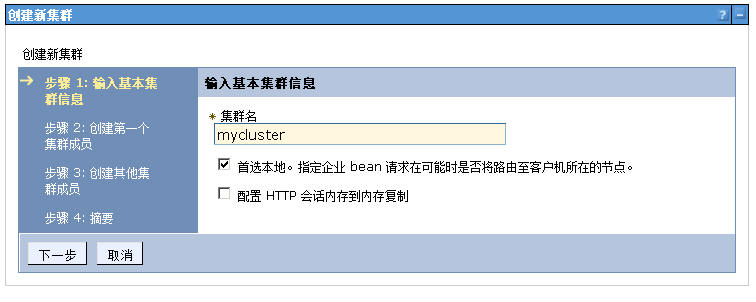 创建新集群
? –
创建新集群
步骤 1: 输入基本集
群信息
步骤 2: 创建第一个
集群成员
步骤 3: 创建其他集
群成员
步骤 4: 摘要
输入基本集群信息
* 集群名
mycluster
首选本地。指定企业 bean 请求在可能时是否将路由至客户机所在的节点。
配置 HTTP 会话内存到内存复制
下一步 取消